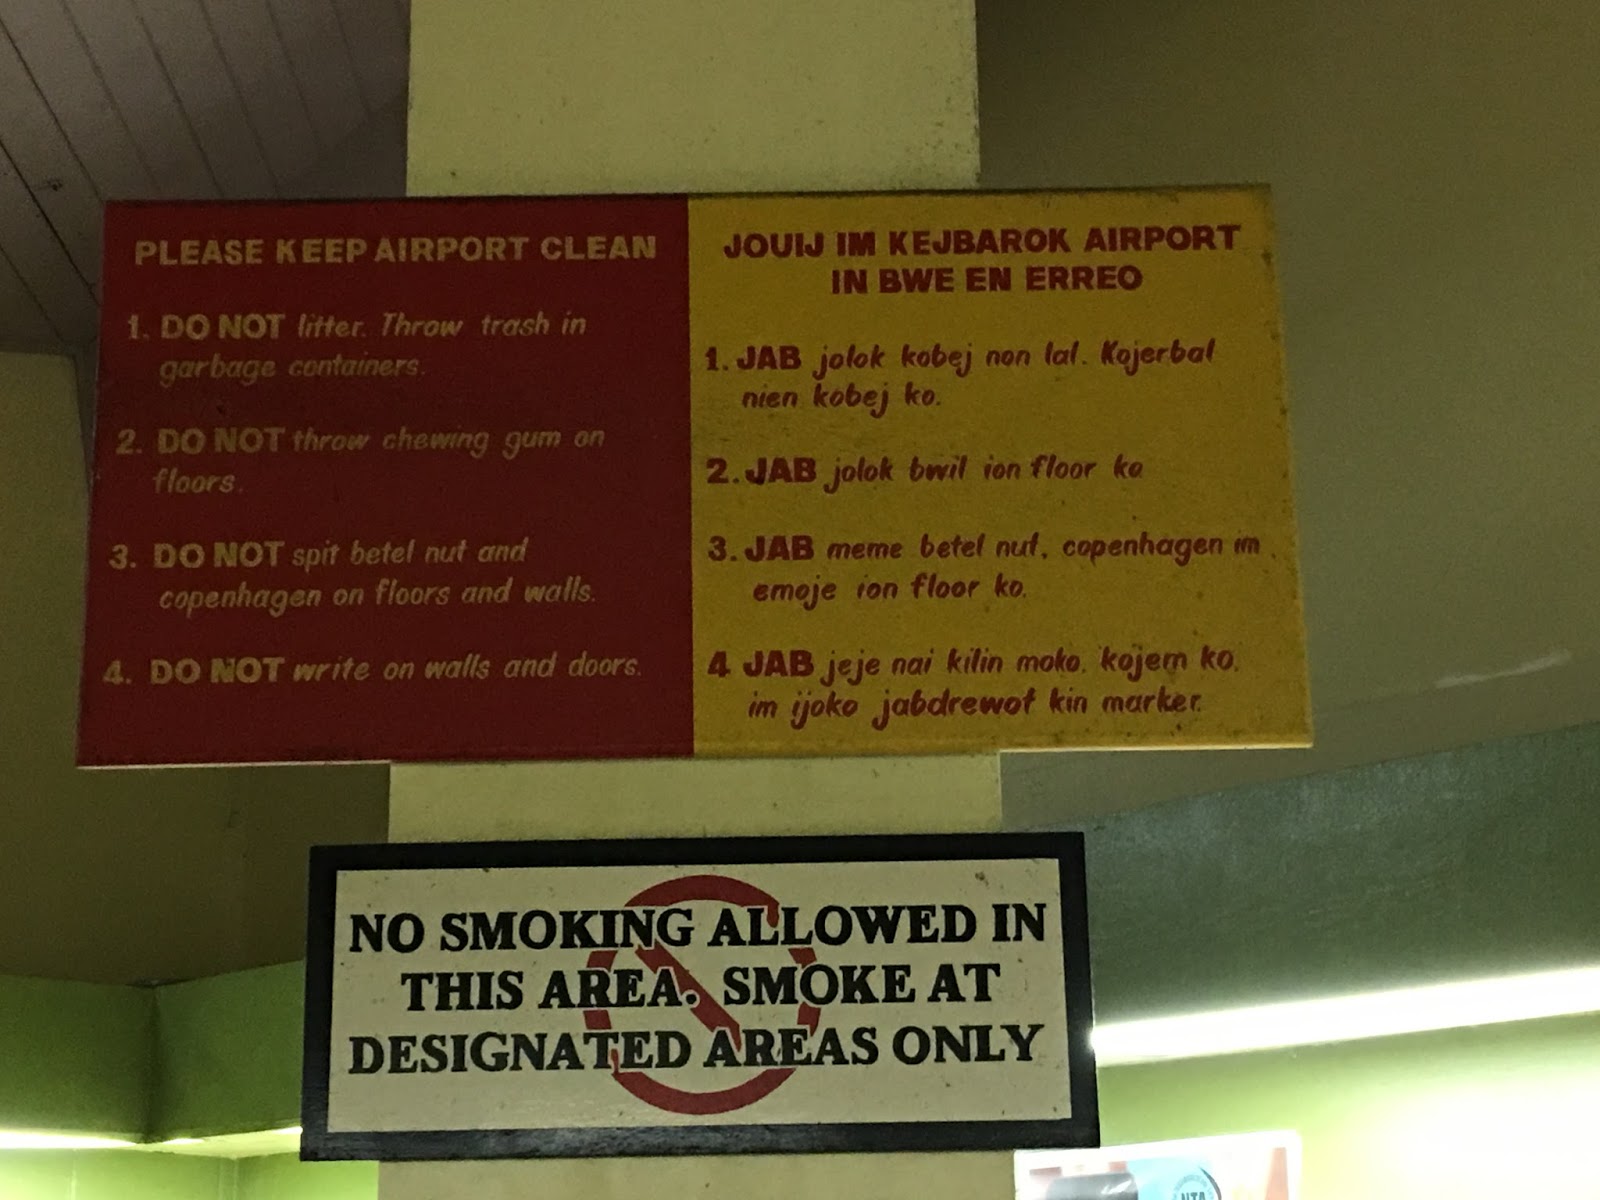 PLEASE KEEP AIRPORT CLEAN
1. DO NOT litter. Throw trash in
garbage containers.
2. DO NOT throw chewing gum on
floors.
3. DO NOT spit betel nut and
copenhagen on floors and walls.
4. DO NOT write on walls and doors.
JOUIJ IM KEJBAROK AIRPORT
IN BWE EN ERREO
1. JAB jolok kobej non lal. Kojerbal
nien kobej ko.
2. JAB jolok bwil ion floor ko
3. JAB meme betel nut, copenhagen im
emoje ion floor ko.
4 JAB jeje nai kilin moko, kojem ko,
im ijoko jabdrewot kin marker.
NO SMOKING ALLOWED IN
THIS AREA. SMOKE AT
DESIGNATED AREAS ONLY